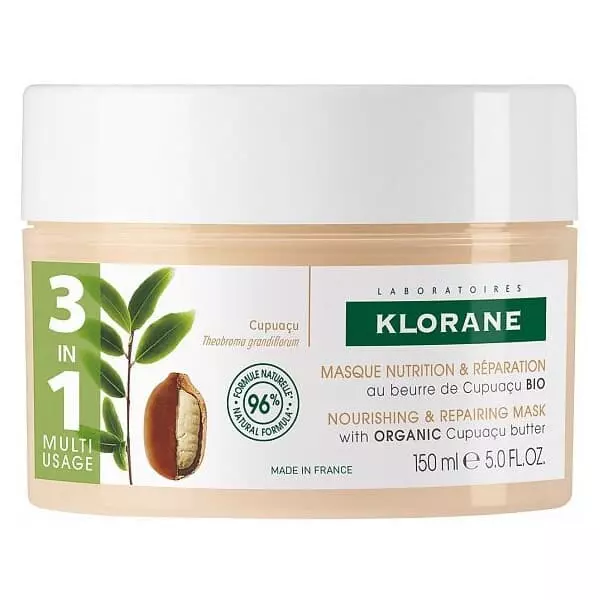 3
IN
1
MULTI
USAGE
Cupuaçu
Theobroma grandiflorum
FORMULE NATURELLE*
96%
NATURAL FORMULA*
MADE IN FRANCE
LABORATOIRES
KLORANE
MASQUE NUTRITION & RÉPARATION
au beurre de Cupuaçu BIO
NOURISHING & REPAIRING MASK
with ORGANIC Cupuaçu butter
150 ml ℮ 5.0 FL.OZ.